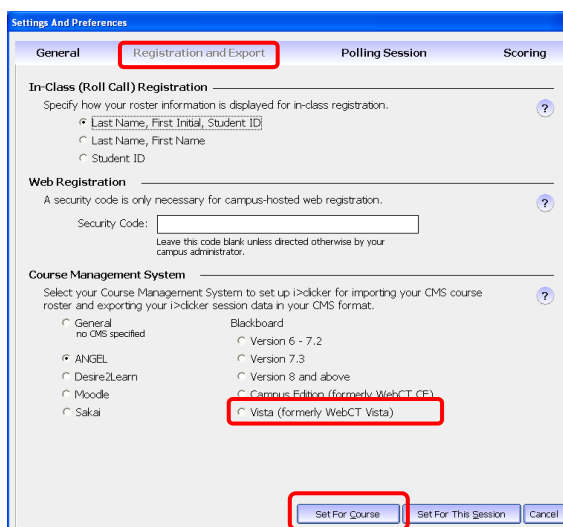 Settings And Preferences
General Registration and Export Polling Session Scoring
In-Class (Roll Call) Registration
Specify how your roster information is displayed for in-class registration.
?
Last Name, First Initial, Student ID
Last Name, First Name
Student ID
Web Registration
A security code is only necessary for campus-hosted web registration.
?
Security Code:
Leave this code blank unless directed otherwise by your
campus administrator.
Course Management System
Select your Course Management System to set up i>clicker for importing your CMS course
roster and exporting your i>clicker session data in your CMS format.
?
General
no CMS specified
ANGEL
Desire2Learn
Moodle
Sakai
Blackboard
Version 6 - 7.2
Version 7.3
Version 8 and above
Campus Edition (formerly WebCT CE)
Vista (formerly WebCT Vista)
Set For Course Set For This Session Cancel